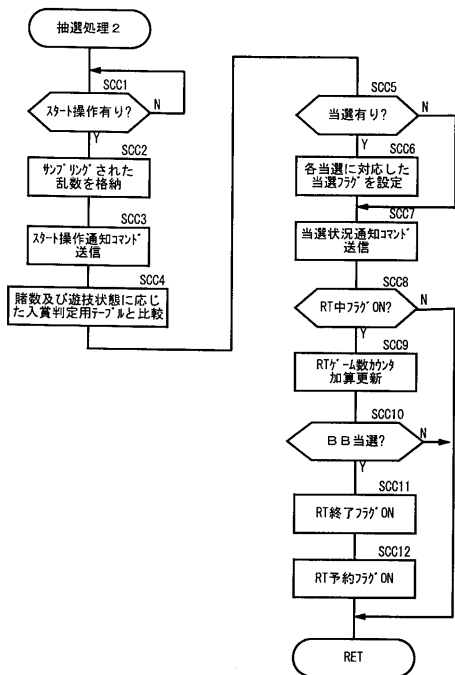 抽選処理2
SCC1
スタート操作有り?
N
Y
SCC2
サンプリングされた
乱数を格納
SCC3
スタート操作通知コマンド
送信
SCC4
賭数及び遊技状態に応じ
た入賞判定用テーブルと比較
SCC5
当選有り?
N
Y
SCC6
各当選に対応した
当選フラグを設定
SCC7
当選状況通知コマンド
送信
SCC8
RT中フラグON?
N
Y
SCC9
RTゲーム数カウンタ
加算更新
SCC10
BB当選?
N
Y
SCC11
RT終了フラグON
SCC12
RT予約フラグON
RET